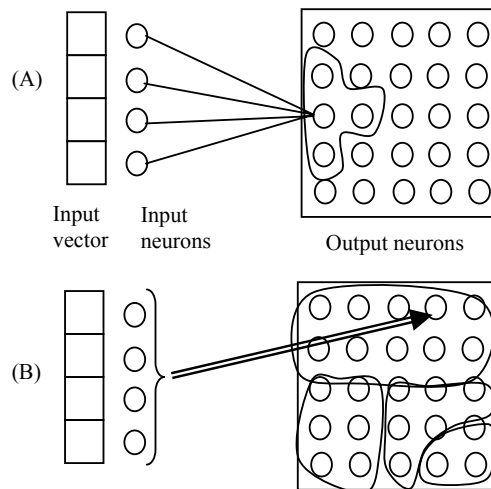 (A)
Input
vector
Input
neurons
Output neurons
(B)